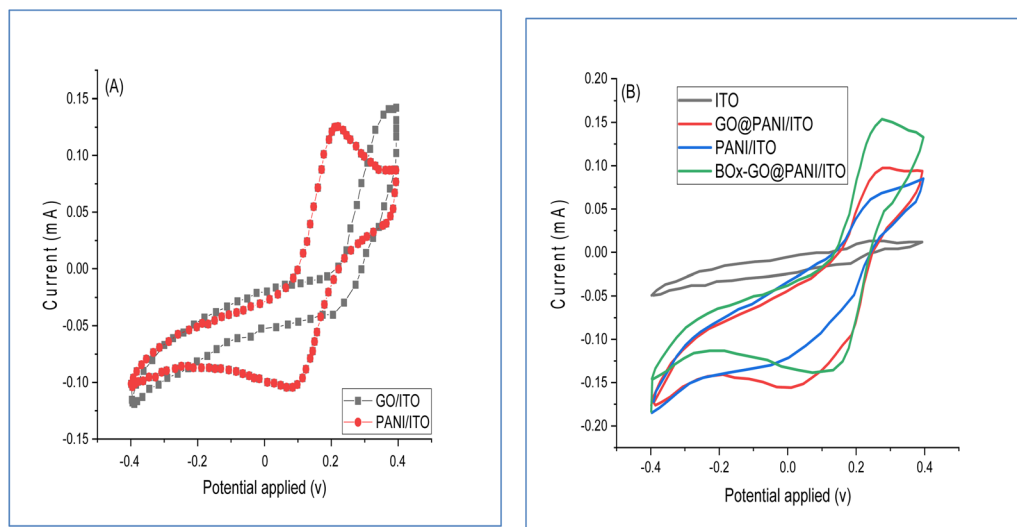 (A)
Current (mA)
0.15
0.10
0.05
0.00
-0.05
-0.10
-0.15
-0.4
-0.2
0
0.2
0.4
Potential applied (v)
GO/ITO
PANI/ITO
(B)
Current (mA)
0.20
0.15
0.10
0.05
0.00
-0.05
-0.10
-0.15
-0.20
-0.4
-0.2
0.0
0.2
0.4
Potential applied (v)
ITO
GO@PANI/ITO
PANI/ITO
BOx-GO@PANI/ITO